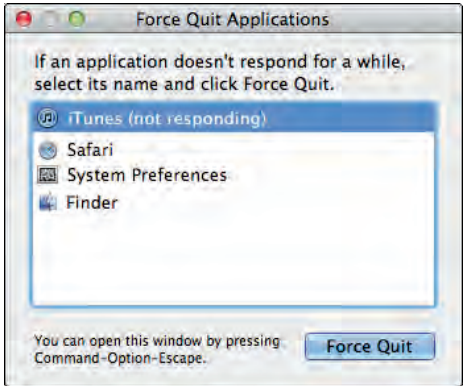 Force Quit Applications
If an application doesn't respond for a while,
select its name and click Force Quit.
iTunes (not responding)
Safari
System Preferences
Finder
You can open this window by pressing
Command-Option-Escape.
Force Quit